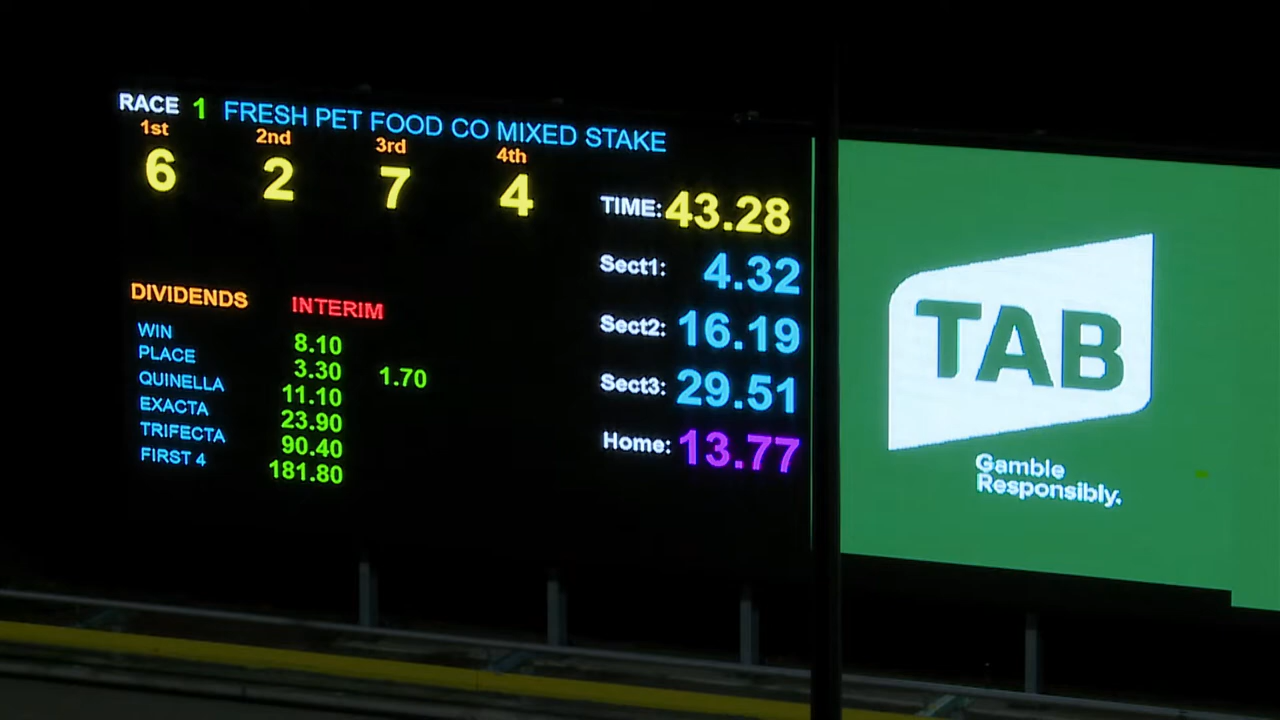 RACE 1 FRESH PET FOOD CO MIXED STAKE
1st 2nd 3rd 4th
6 2 7 4
TIME: 43.28
Sect1: 4.32
Sect2: 16.19
Sect3: 29.51
Home: 13.77
DIVIDENDS INTERIM
WIN 8.10
PLACE 3.30 1.70
QUINELLA 11.10
EXACTA 23.90
TRIFECTA 90.40
FIRST 4 181.80
TAB
Gamble
Responsibly.